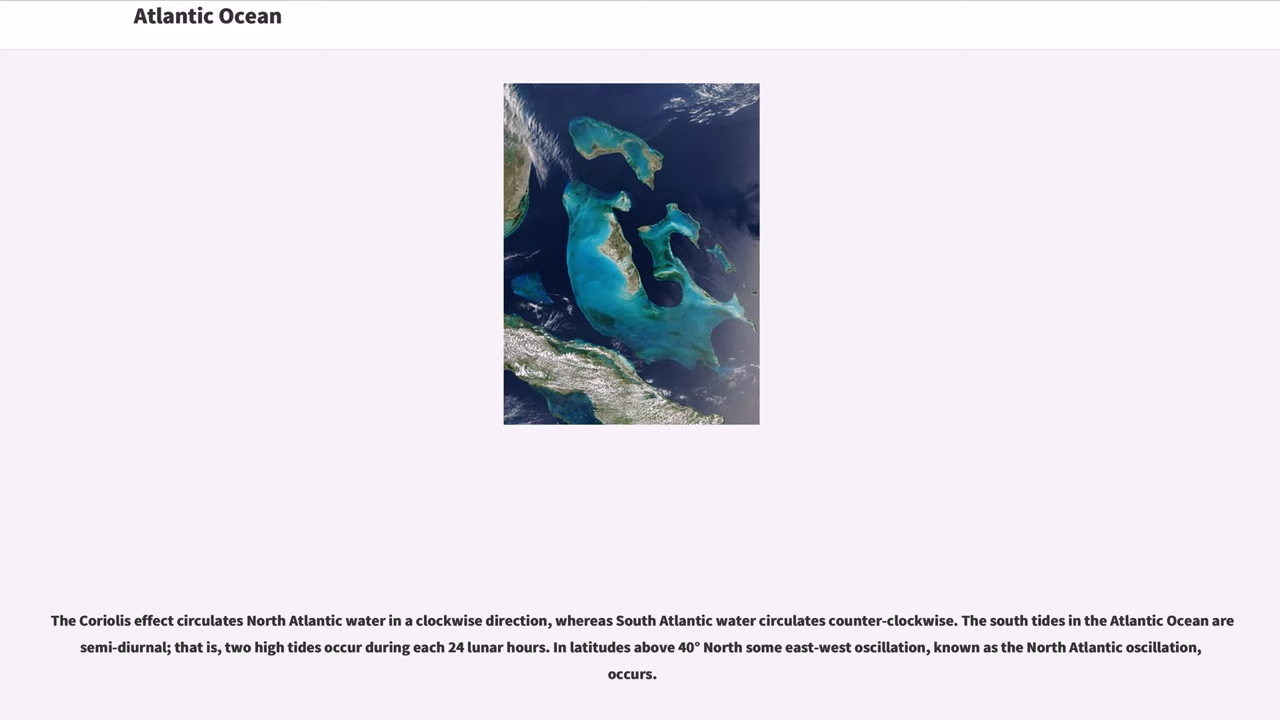 Atlantic Ocean
The Coriolis effect circulates North Atlantic water in a clockwise direction, whereas South Atlantic water circulates counter-clockwise. The south tides in the Atlantic Ocean are
semi-diurnal; that is, two high tides occur during each 24 lunar hours. In latitudes above 40° North some east-west oscillation, known as the North Atlantic oscillation,
occurs.